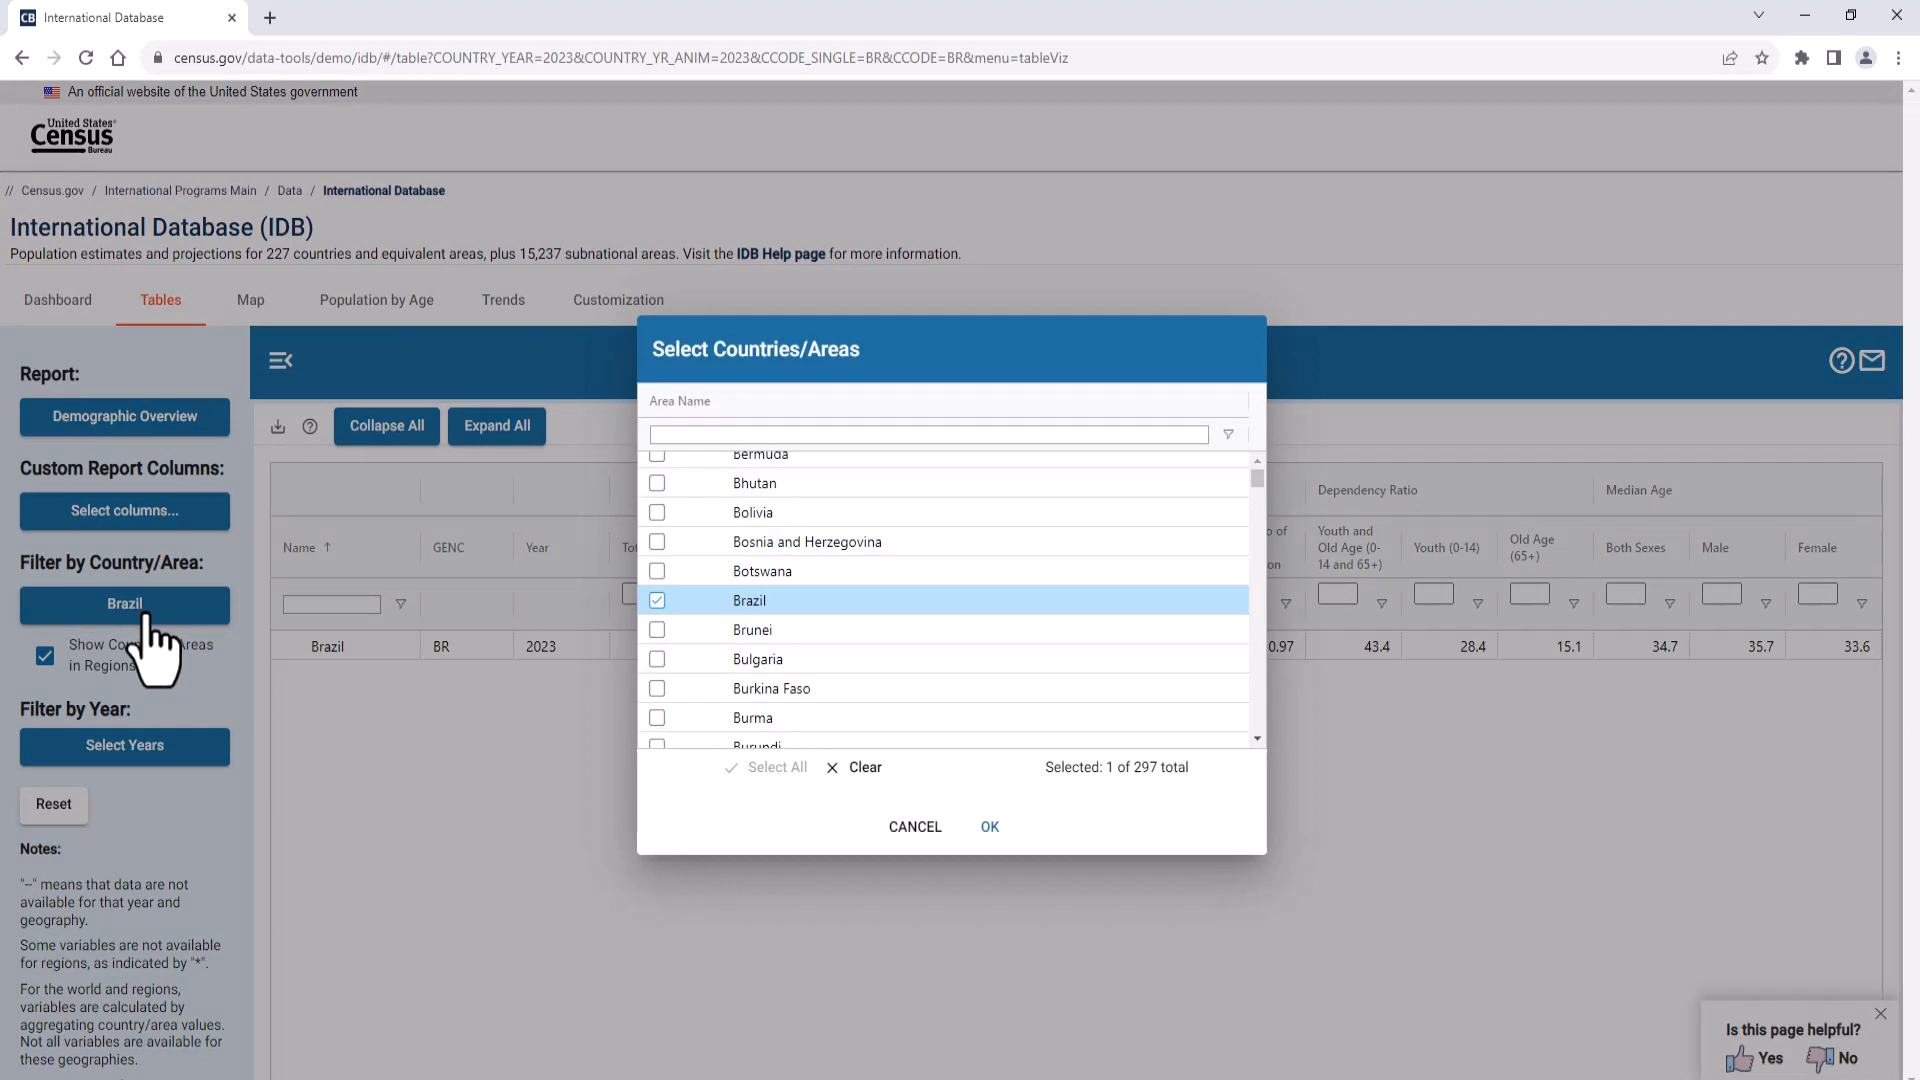 CB International Database
census.gov/data-tools/demo/idb/#/table?COUNTRY_YEAR=2023&COUNTRY_YR_ANIM=2023&CCODE_SINGLE=BR&CCODE=BR&menu=tableViz
An official website of the United States government
United States®
Census
Bureau
// Census.gov / International Programs Main / Data / International Database
International Database (IDB)
Population estimates and projections for 227 countries and equivalent areas, plus 15,237 subnational areas. Visit the IDB Help page for more information.
Dashboard Tables Map Population by Age Trends Customization
Report:
Demographic Overview
Custom Report Columns:
Select columns...
Filter by Country/Area:
Brazil
Show Areas
in Regions
Filter by Year:
Select Years
Reset
Notes:
"--" means that data are not
available for that year and
geography.
Some variables are not available
for regions, as indicated by "*".
For the world and regions,
variables are calculated by
aggregating country/area values.
Not all variables are available for
these geographies.
Collapse All Expand All
Dependency Ratio Median Age
Name ↑ GENC Year
Youth and
Old Age (0-
14 and 65+)
Youth (0-14)
Old Age
(65+)
Both Sexes Male Female
Brazil BR 2023 0.97 43.4 28.4 15.1 34.7 35.7 33.6
Select Countries/Areas
Area Name
Bermuda
Bhutan
Bolivia
Bosnia and Herzegovina
Botswana
Brazil
Brunei
Bulgaria
Burkina Faso
Burma
Burundi
Select All Clear Selected: 1 of 297 total
CANCEL OK
Is this page helpful?
Yes No